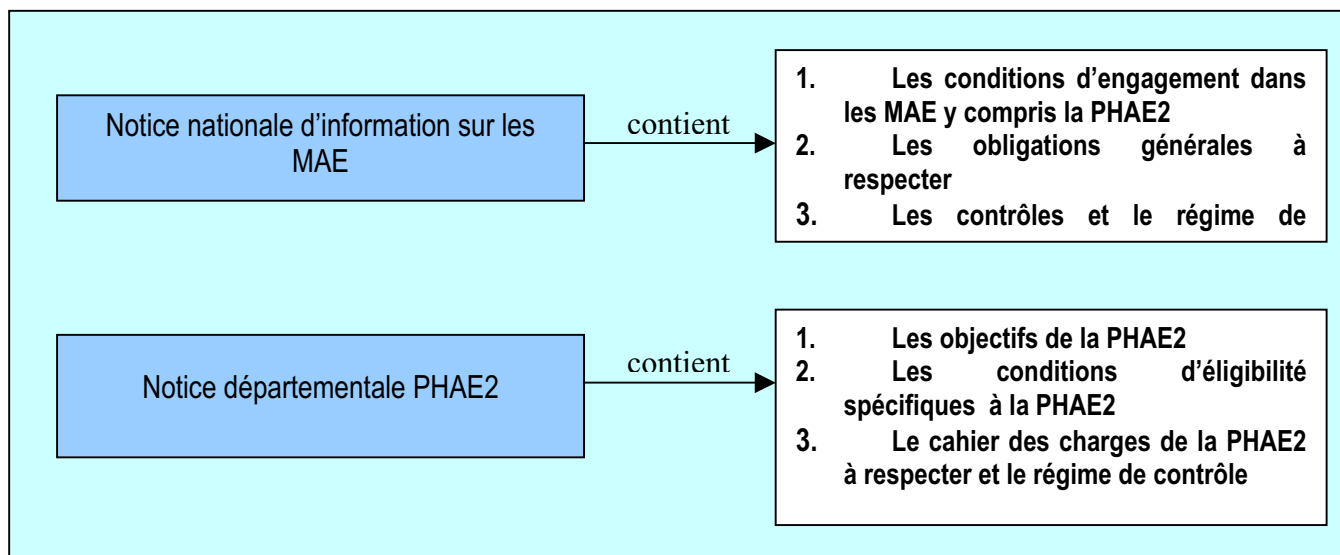 Notice nationale d'information sur les
MAE
contient
1. Les conditions d'engagement dans
les MAE y compris la PHAE2
2. Les obligations générales à
respecter
3. Les contrôles et le régime de
Notice départementale PHAE2
contient
1. Les objectifs de la PHAE2
2. Les conditions d'éligibilité
spécifiques à la PHAE2
3. Le cahier des charges de la PHAE2
à respecter et le régime de contrôle